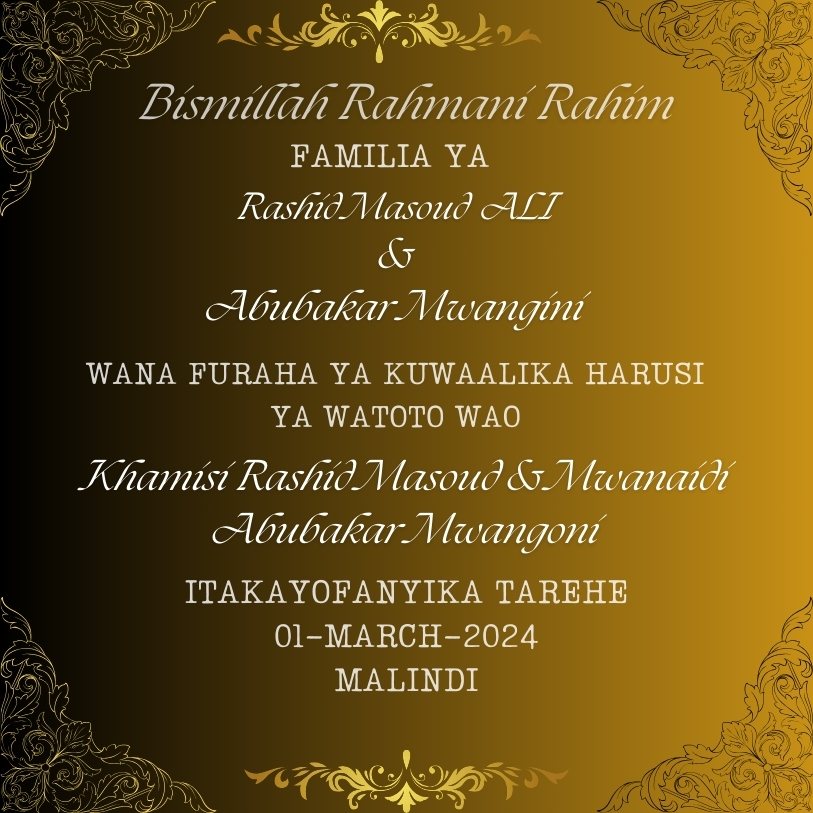 Bismillah Rahmani Rahim
FAMILIA YA
Rashid Masoud ALI
&
Abubakar Mwangini
WANA FURAHA YA KUWAALIKA HARUSI
YA WATOTO WAO
Khamisi Rashid Masoud & Mwanaidi
Abubakar Mwangoni
ITAKAYOFANYIKA TAREHE
01-MARCH-2024
MALINDI